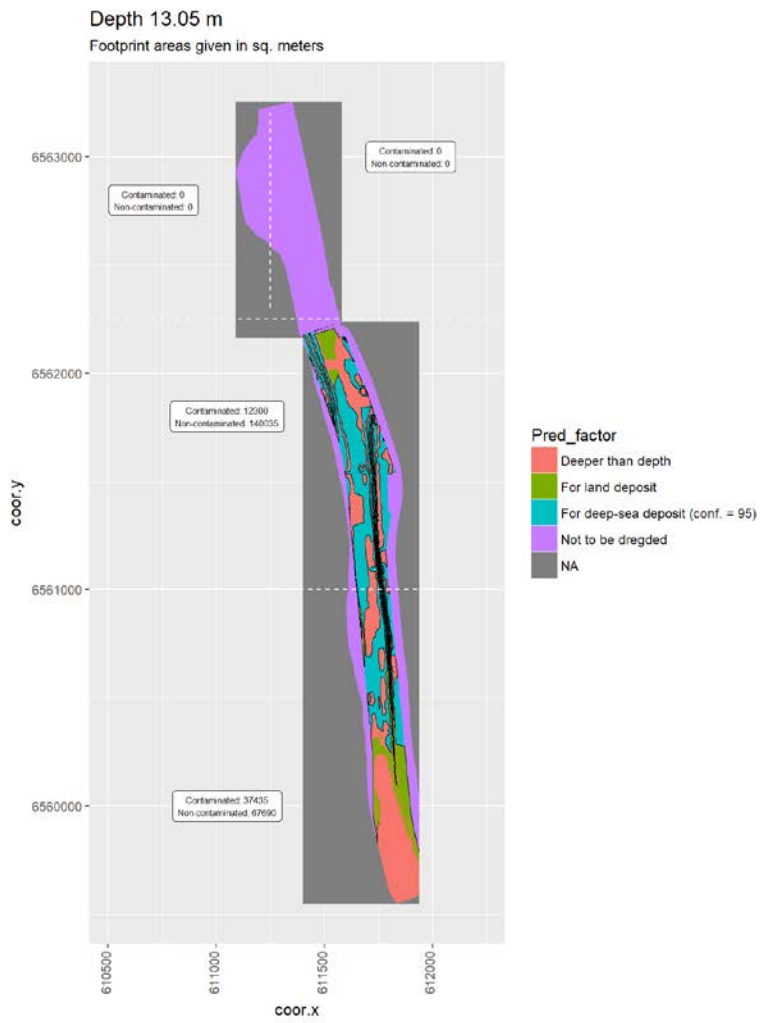 Depth 13.05 m
Footprint areas given in sq. meters
6563000
6562000
6561000
6560000
coor.y
Contaminated: 0
Non-contaminated: 0
Contaminated: 0
Non-contaminated: 0
Contaminated: 12300
Non-contaminated: 140035
Contaminated: 37435
Non-contaminated: 67690
610500
611000
611500
612000
coor.x
Pred_factor
Deeper than depth
For land deposit
For deep-sea deposit (conf. = 95)
Not to be dregded
NA